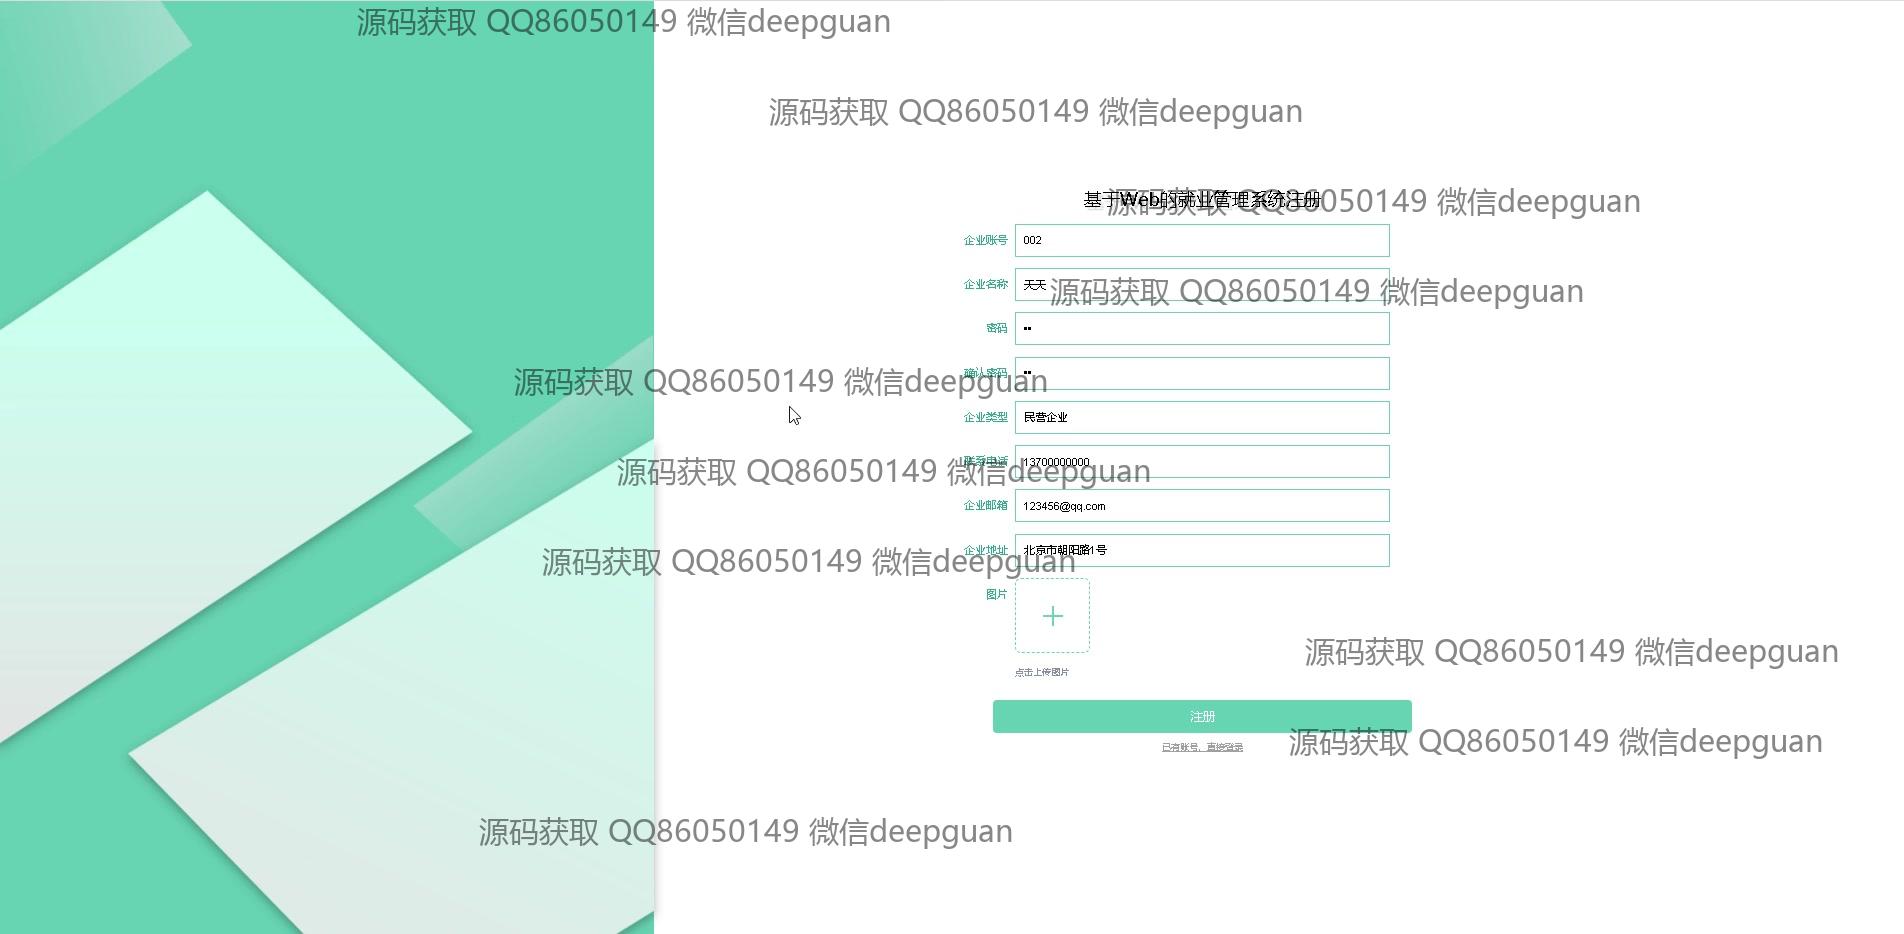 源码获取 QQ86050149 微信deepguan
源码获取 QQ86050149 微信deepguan
基于Web的就业管理系统注册
源码获取 QQ86050149 微信deepguan
企业账号 002
企业名称 天天
源码获取 QQ86050149 微信deepguan
密码 ••
确认密码 ••
源码获取 QQ86050149 微信deepguan
企业类型 民营企业
联系电话 13700000000
源码获取 QQ86050149 微信deepguan
企业邮箱 123456@qq.com
企业地址 北京市朝阳路1号
源码获取 QQ86050149 微信deepguan
图片
源码获取 QQ86050149 微信deepguan
点击上传图片
注册
已有账号，直接登录
源码获取 QQ86050149 微信deepguan
源码获取 QQ86050149 微信deepguan